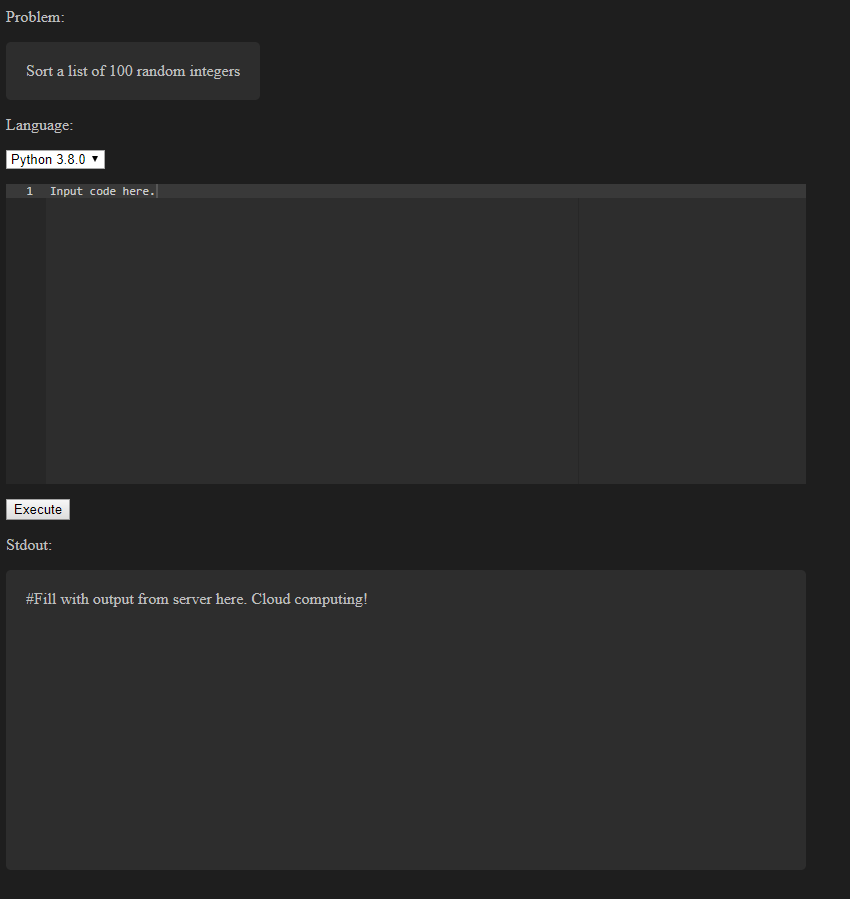 Problem:
Sort a list of 100 random integers
Language:
Python 3.8.0
1 Input code here.
Execute
Stdout:
#Fill with output from server here. Cloud computing!